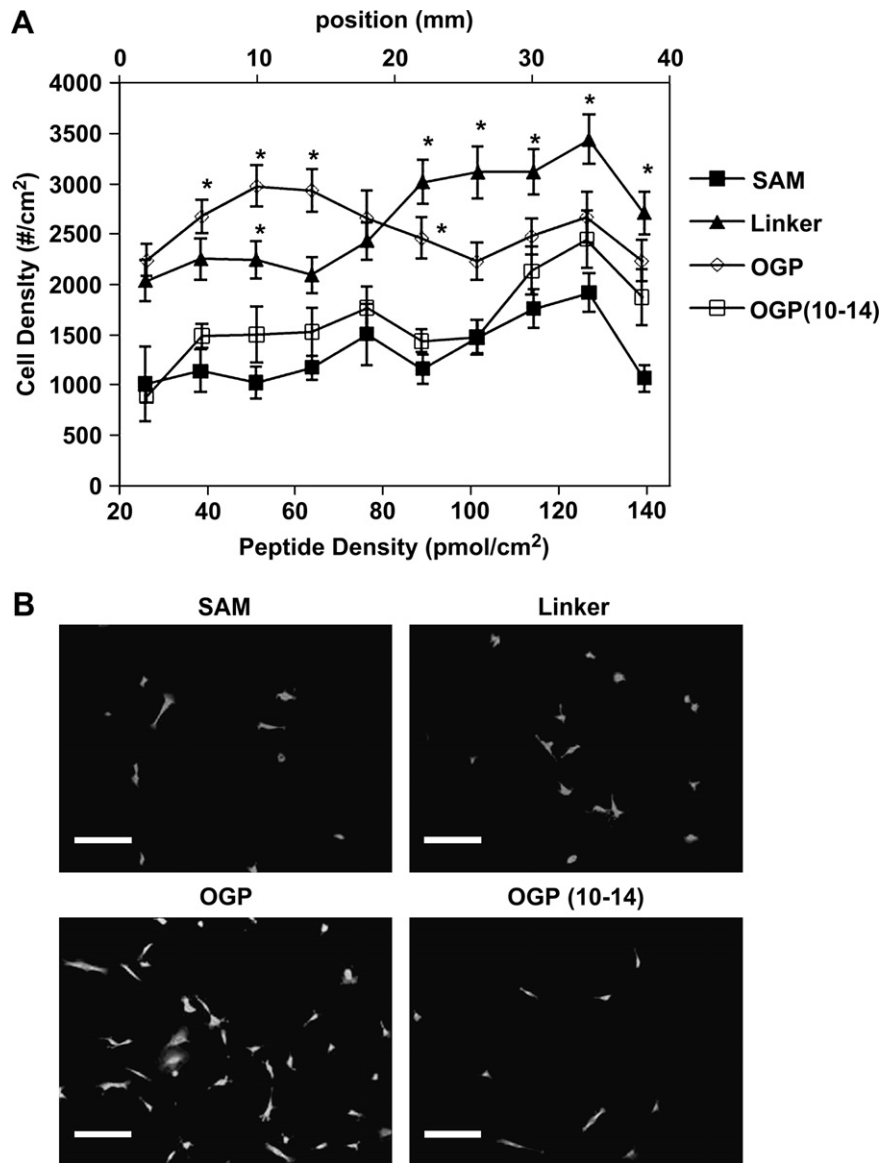 A
position (mm)
0 10 20 30 40
4000
3500
3000
2500
2000
1500
1000
500
0
Cell Density (#/cm2)
* * * * * * * * * * *
SAM
Linker
OGP
OGP(10-14)
20 40 60 80 100 120 140
Peptide Density (pmol/cm2)
B
SAM
Linker
OGP
OGP (10-14)